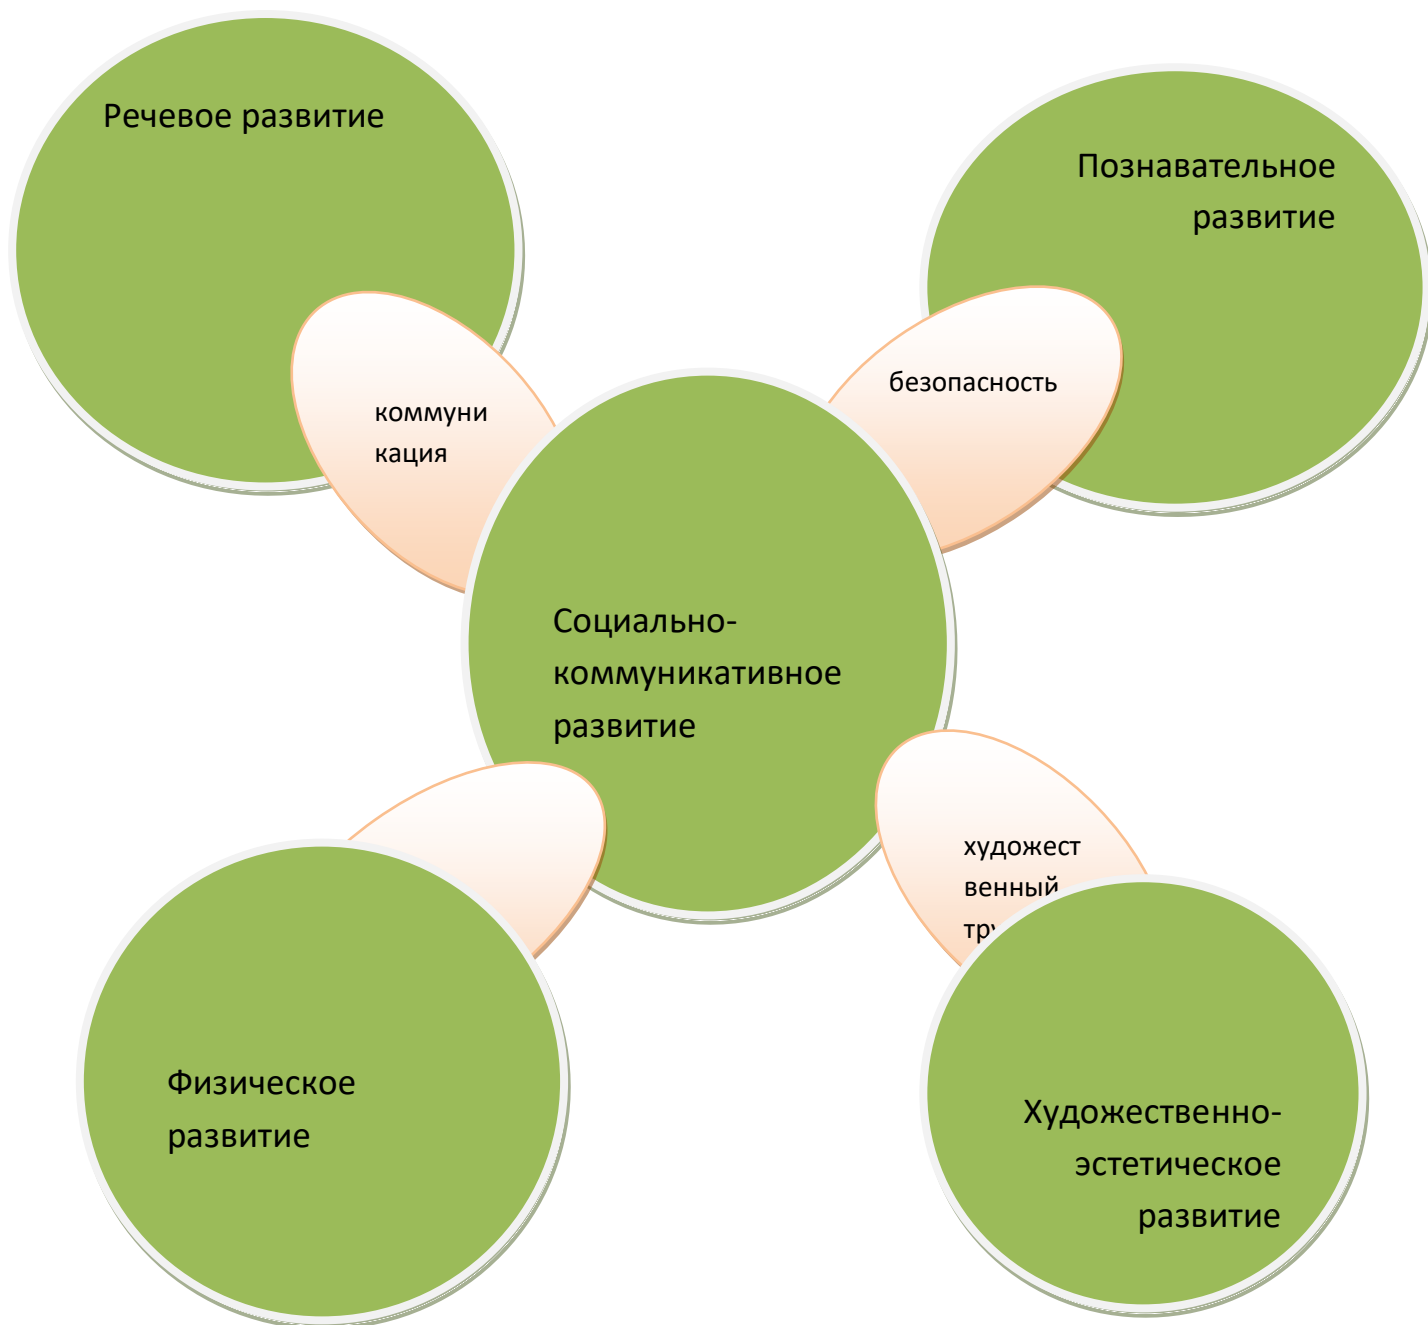 Речевое развитие
Познавательное
развитие
безопасность
коммуни
кация
Социально-
коммуникативное
развитие
художест
венный
Физическое
развитие
Художественно-
эстетическое
развитие